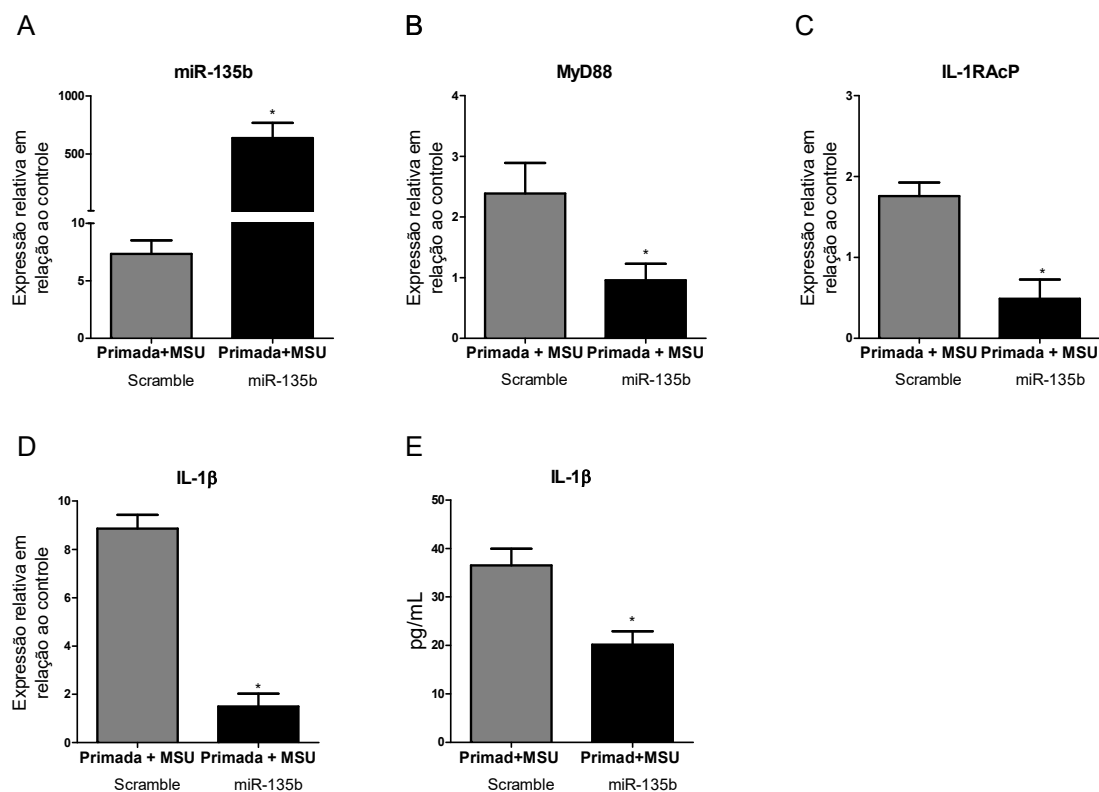 A
miR-135b
Expressão relativa em
relação ao controle
1000
500
10
5
0
*
Primada+MSU Primada+MSU
Scramble miR-135b
B
MyD88
Expressão relativa em
relação ao controle
4
3
2
1
0
*
Primada + MSU Primada + MSU
Scramble miR-135b
C
IL-1RAcP
Expressão relativa em
relação ao controle
3
2
1
0
*
Primada + MSU Primada + MSU
Scramble miR-135b
D
IL-1β
Expressão relativa em
relação ao controle
10
8
6
4
2
0
*
Primada + MSU Primada + MSU
Scramble miR-135b
E
IL-1β
pg/mL
50
40
30
20
10
0
*
Primad+MSU Primad+MSU
Scramble miR-135b